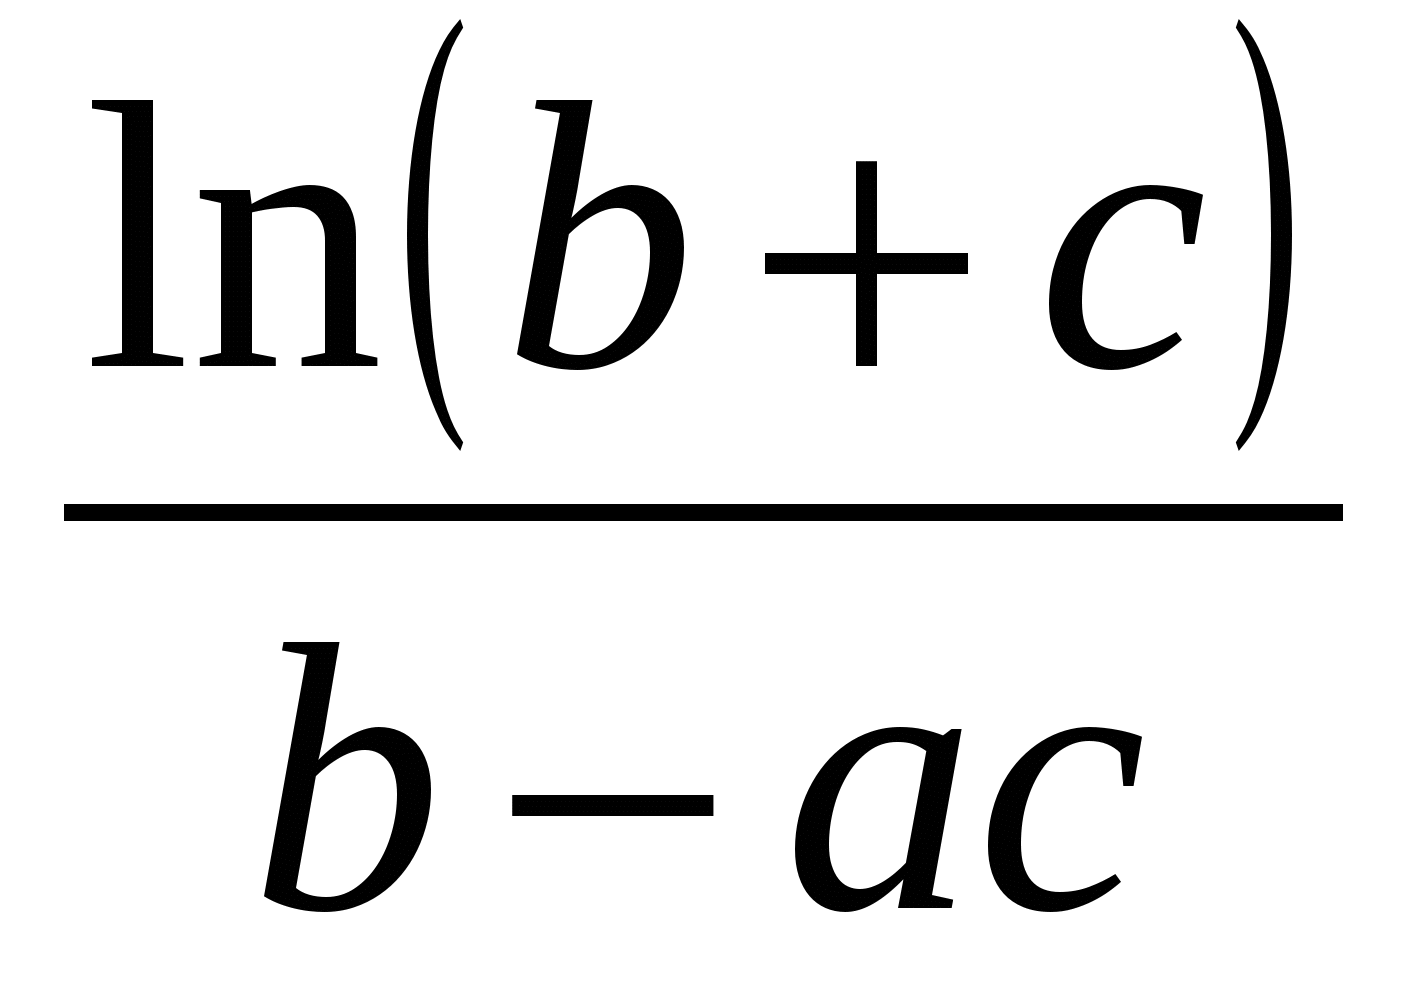 ln(b + c)
b − ac